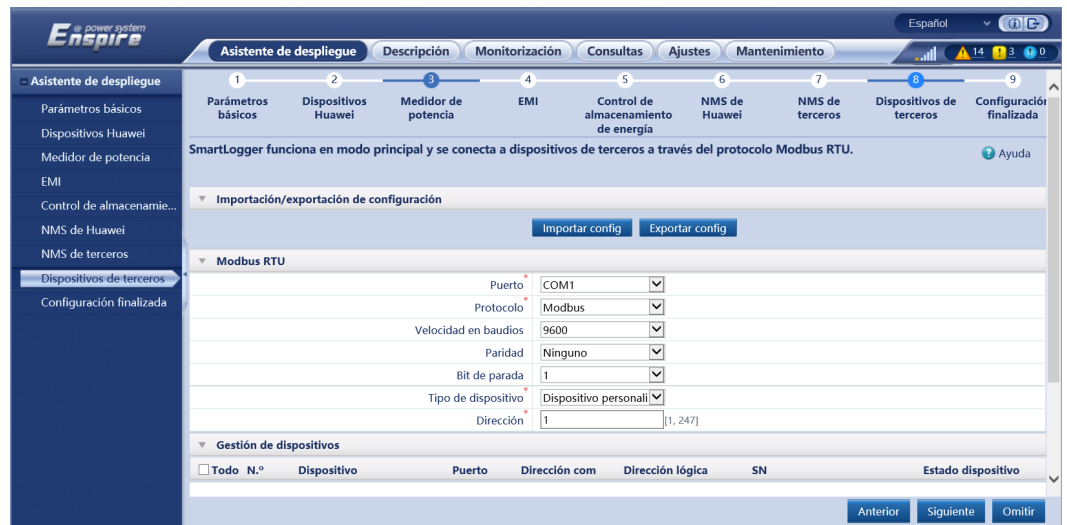 e power system
Enspire
Español
Asistente de despliegue Descripción Monitorización Consultas Ajustes Mantenimiento
14 3 0
Asistente de despliegue
Parámetros básicos
Dispositivos Huawei
Medidor de potencia
EMI
Control de almacenamie...
NMS de Huawei
NMS de terceros
Dispositivos de terceros
Configuración finalizada
1 2 3 4 5 6 7 8 9
Parámetros básicos
Dispositivos Huawei
Medidor de potencia
EMI
Control de almacenamiento de energía
NMS de Huawei
NMS de terceros
Dispositivos de terceros
Configuración finalizada
SmartLogger funciona en modo principal y se conecta a dispositivos de terceros a través del protocolo Modbus RTU.
Ayuda
Importación/exportación de configuración
Importar config Exportar config
Modbus RTU
Puerto * COM1
Protocolo * Modbus
Velocidad en baudios 9600
Paridad Ninguno
Bit de parada 1
Tipo de dispositivo * Dispositivo personali
Dirección * 1 [1, 247]
Gestión de dispositivos
Todo N.º Dispositivo Puerto Dirección com Dirección lógica SN Estado dispositivo
Anterior Siguiente Omitir